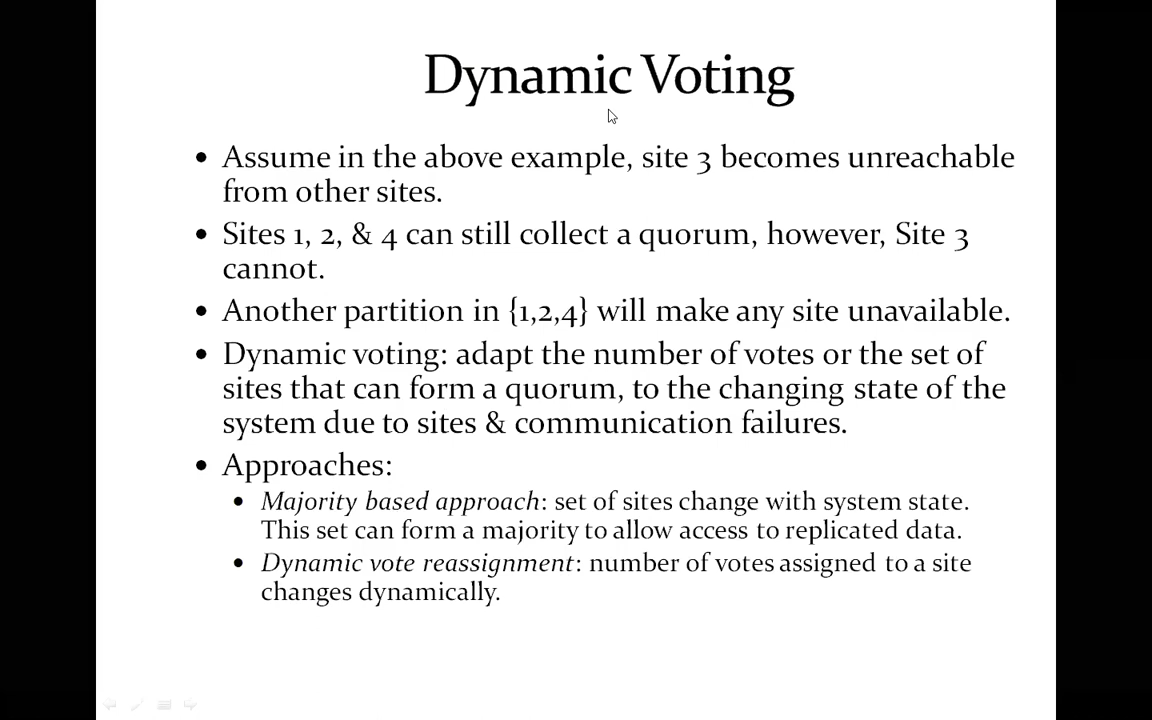 Dynamic Voting
• Assume in the above example, site 3 becomes unreachable
from other sites.
• Sites 1, 2, & 4 can still collect a quorum, however, Site 3
cannot.
• Another partition in {1,2,4} will make any site unavailable.
• Dynamic voting: adapt the number of votes or the set of
sites that can form a quorum, to the changing state of the
system due to sites & communication failures.
• Approaches:
• Majority based approach: set of sites change with system state.
This set can form a majority to allow access to replicated data.
• Dynamic vote reassignment: number of votes assigned to a site
changes dynamically.